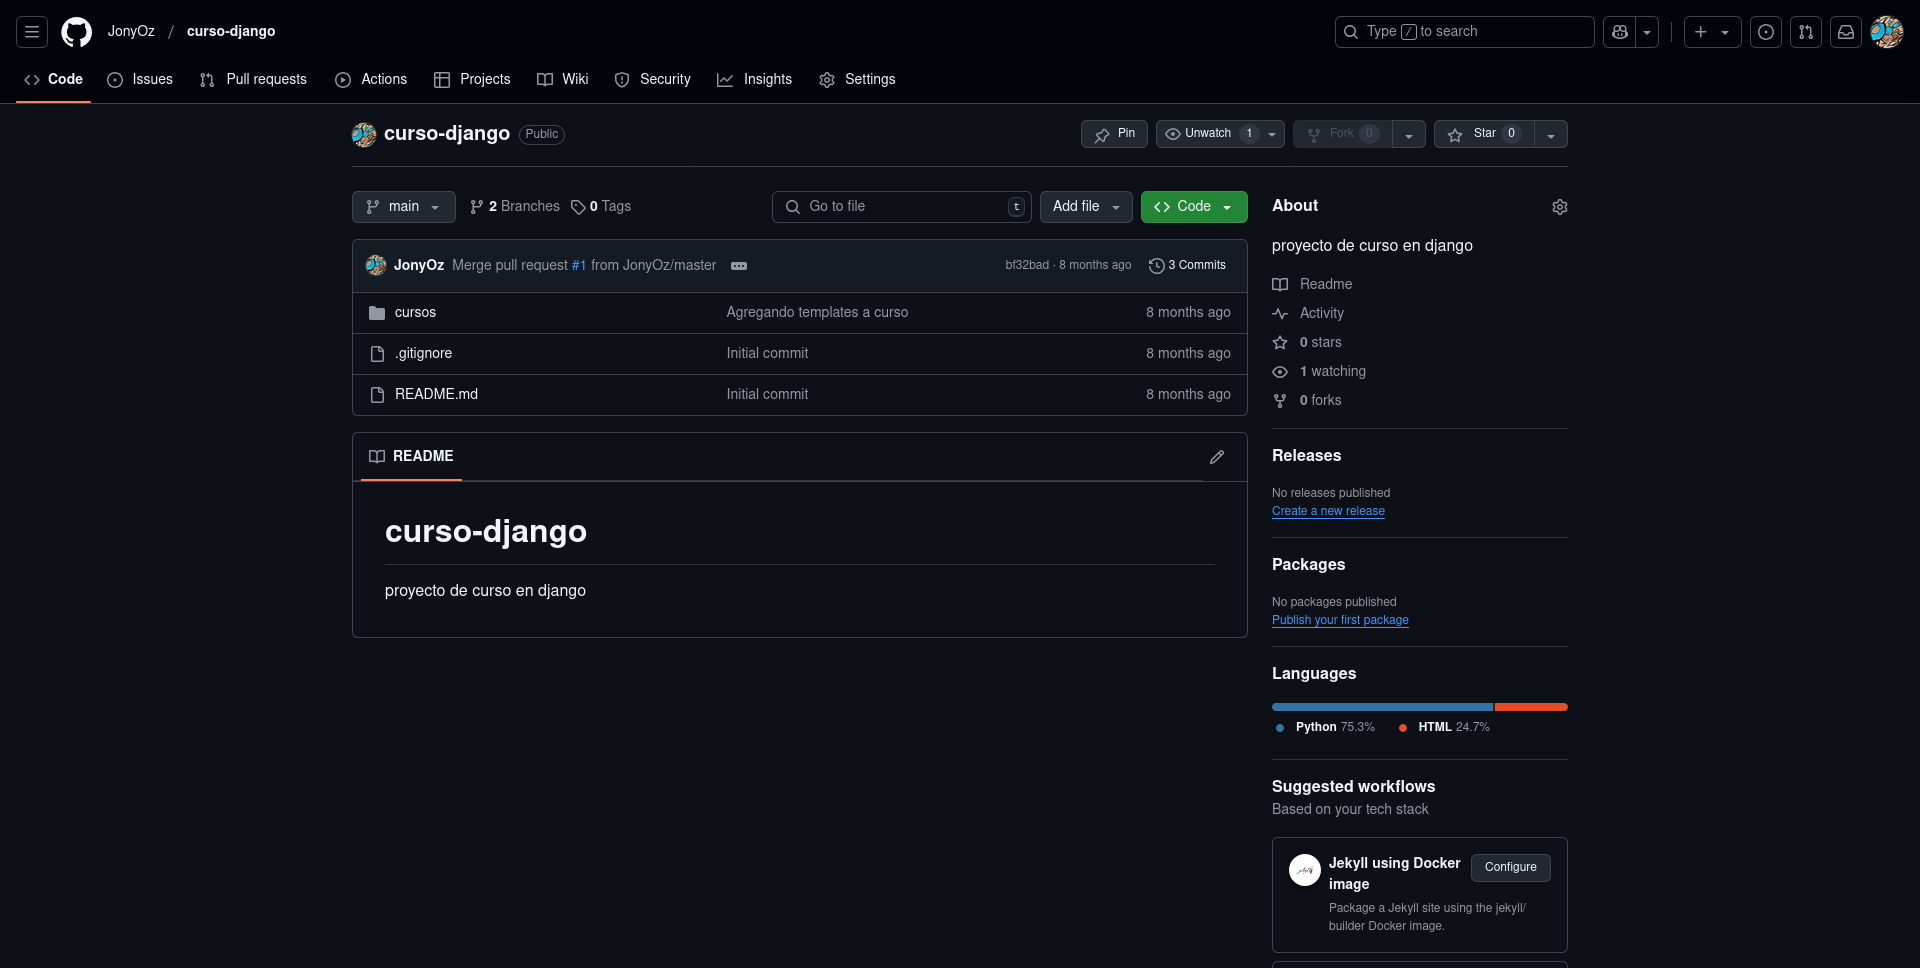 JonyOz / curso-django
Type / to search
Code Issues Pull requests Actions Projects Wiki Security Insights Settings
curso-django Public
Pin Unwatch 1 Fork 0 Star 0
main 2 Branches 0 Tags
Go to file t Add file Code
JonyOz Merge pull request #1 from JonyOz/master bf32bad · 8 months ago 3 Commits
cursos Agregando templates a curso 8 months ago
.gitignore Initial commit 8 months ago
README.md Initial commit 8 months ago
README
curso-django
proyecto de curso en django
About
proyecto de curso en django
Readme
Activity
0 stars
1 watching
0 forks
Releases
No releases published
Create a new release
Packages
No packages published
Publish your first package
Languages
Python 75.3% HTML 24.7%
Suggested workflows
Based on your tech stack
Jekyll using Docker
image
Configure
Package a Jekyll site using the jekyll/
builder Docker image.